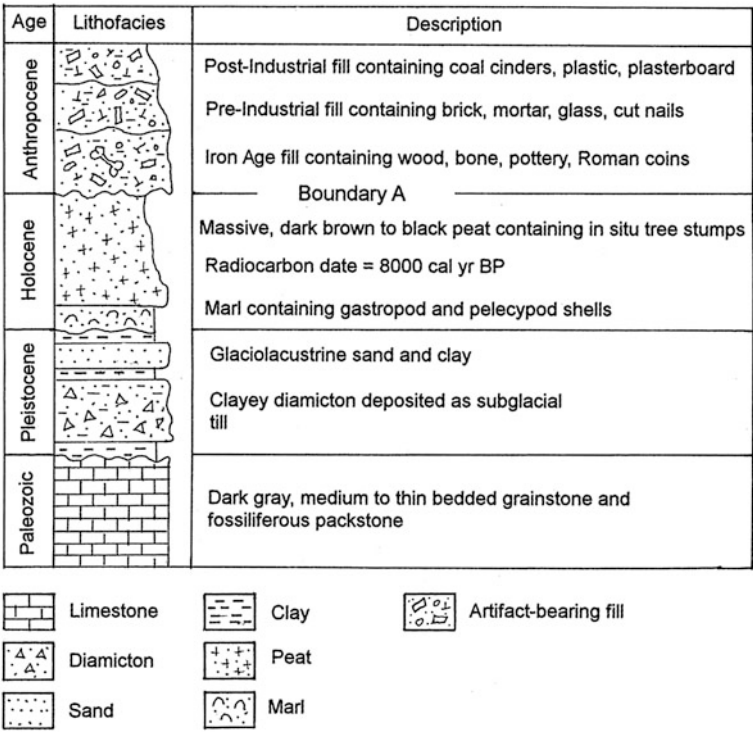 Age Lithofacies Description
Anthropocene
Post-Industrial fill containing coal cinders, plastic, plasterboard
Pre-Industrial fill containing brick, mortar, glass, cut nails
Iron Age fill containing wood, bone, pottery, Roman coins
Boundary A
Holocene
Massive, dark brown to black peat containing in situ tree stumps
Radiocarbon date = 8000 cal yr BP
Marl containing gastropod and pelecypod shells
Pleistocene
Glaciolacustrine sand and clay
Clayey diamicton deposited as subglacial
till
Paleozoic
Dark gray, medium to thin bedded grainstone and
fossiliferous packstone
Limestone Clay Artifact-bearing fill
Diamicton Peat
Sand Marl